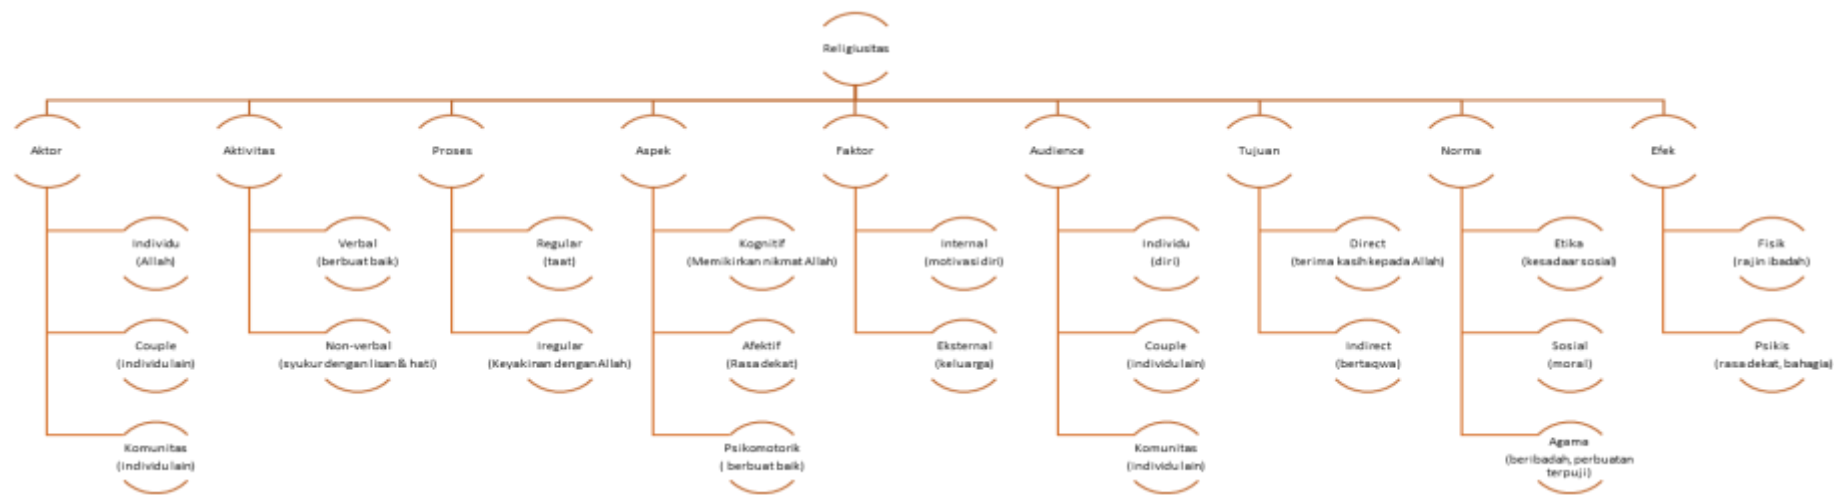 Religiusitas
Aktor
Aktivitas
Proses
Aspek
Faktor
Audience
Tujuan
Norma
Efek
Individu
(Allah)
Couple
(individu lain)
Komunitas
(individu lain)
Verbal
(berbuat baik)
Non-verbal
(syukur dengan lisan & hati)
Regular
(taat)
Iregular
(Keyakinan dengan Allah)
Kognitif
(Memikirkan nikmat Allah)
Afektif
(Rasa dekat)
Psikomotorik
( berbuat baik)
Internal
(motivasi diri)
Eksternal
(keluarga)
Individu
(diri)
Couple
(individu lain)
Komunitas
(individu lain)
Direct
(terima kasih kepada Allah)
Indirect
(bertaqwa)
Etika
(kesadaar sosial)
Sosial
(moral)
Agama
(beribadah, perbuatan
terpuji)
Fisik
(rajin ibadah)
Psikis
(rasa dekat, bahagia)